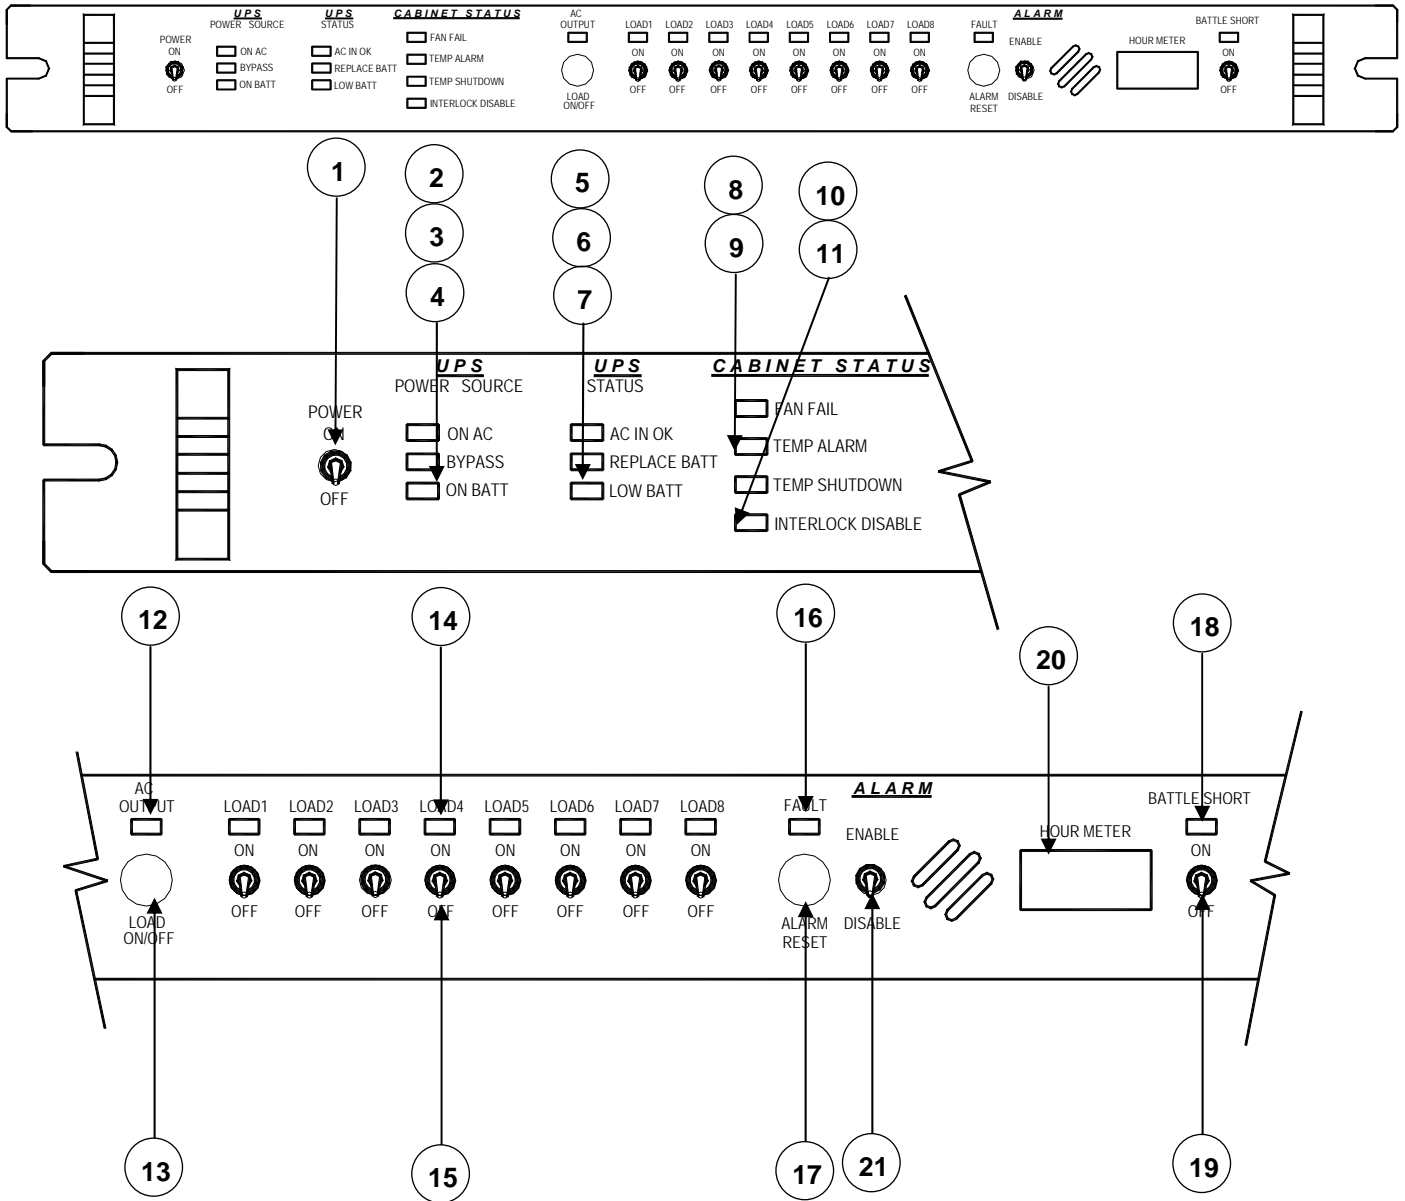 UPS
UPS
CABINET STATUS
POWER SOURCE
STATUS
POWER
ON
OFF
ON AC
BYPASS
ON BATT
AC IN OK
REPLACE BATT
LOW BATT
FAN FAIL
TEMP ALARM
TEMP SHUTDOWN
INTERLOCK DISABLE
AC
OUTPUT
LOAD
ON/OFF
LOAD1 LOAD2 LOAD3 LOAD4 LOAD5 LOAD6 LOAD7 LOAD8
ON ON ON ON ON ON ON ON
OFF OFF OFF OFF OFF OFF OFF OFF
ALARM
FAULT
ALARM
RESET
ENABLE
DISABLE
HOUR METER
BATTLE SHORT
ON
OFF
1
2
3
4
5
6
7
8
9
10
11
UPS
POWER SOURCE
UPS
STATUS
CABINET STATUS
POWER
ON
OFF
ON AC
BYPASS
ON BATT
AC IN OK
REPLACE BATT
LOW BATT
FAN FAIL
TEMP ALARM
TEMP SHUTDOWN
INTERLOCK DISABLE
12
14
16
20
18
AC
OUTPUT
LOAD
ON/OFF
LOAD1 LOAD2 LOAD3 LOAD4 LOAD5 LOAD6 LOAD7 LOAD8
ON ON ON ON ON ON ON ON
OFF OFF OFF OFF OFF OFF OFF OFF
FAULT
ALARM
RESET
ALARM
ENABLE
DISABLE
HOUR METER
BATTLE SHORT
ON
OFF
13
15
17
21
19